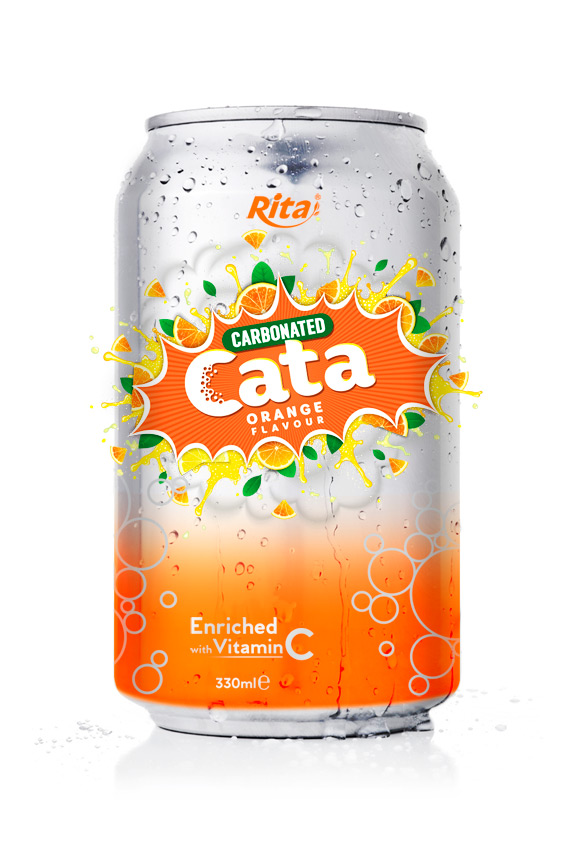 Rita®
CARBONATED
Cata
ORANGE
FLAVOUR
Enriched
with Vitamin C
330ml℮